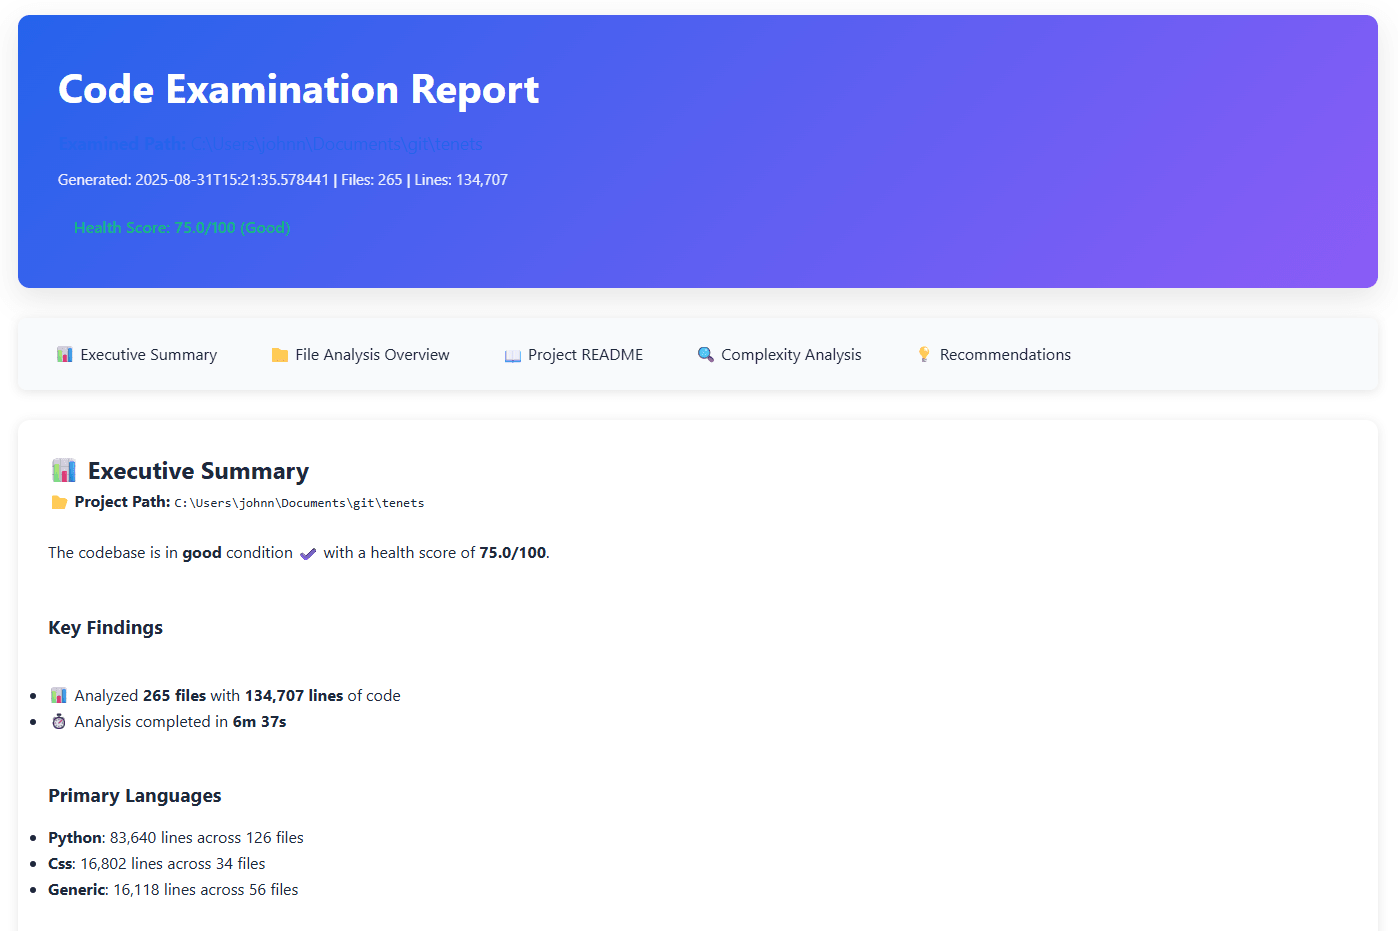 Code Examination Report
Examined Path: C:\Users\johnn\Documents\git\tenets
Generated: 2025-08-31T15:21:35.578441 | Files: 265 | Lines: 134,707
Health Score: 75.0/100 (Good)
Executive Summary File Analysis Overview Project README Complexity Analysis Recommendations
Executive Summary
Project Path: C:\Users\johnn\Documents\git\tenets
The codebase is in good condition ✔ with a health score of 75.0/100.
Key Findings
Analyzed 265 files with 134,707 lines of code
Analysis completed in 6m 37s
Primary Languages
Python: 83,640 lines across 126 files
Css: 16,802 lines across 34 files
Generic: 16,118 lines across 56 files